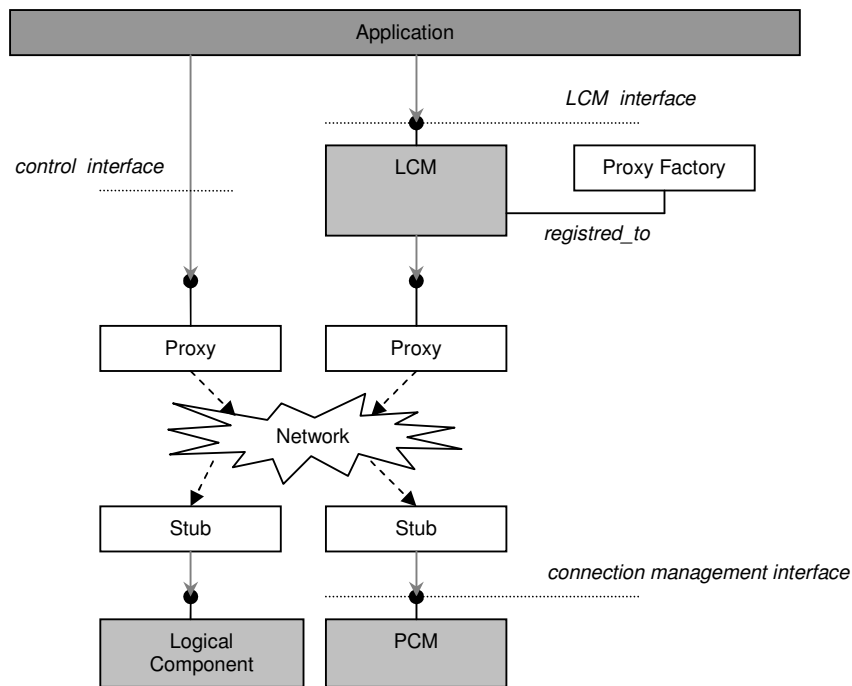 Application
LCM interface
control interface
LCM
Proxy Factory
registred_to
Proxy
Proxy
Network
Stub
Stub
connection management interface
Logical
Component
PCM